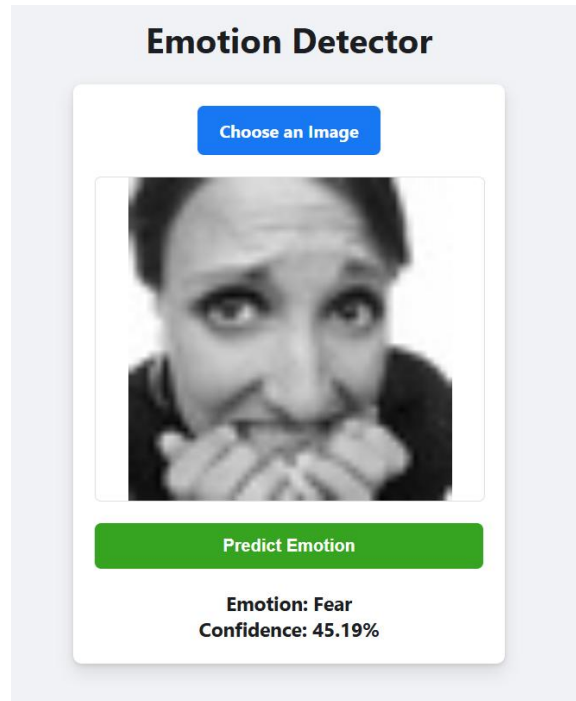 Emotion Detector
Choose an Image
Predict Emotion
Emotion: Fear
Confidence: 45.19%